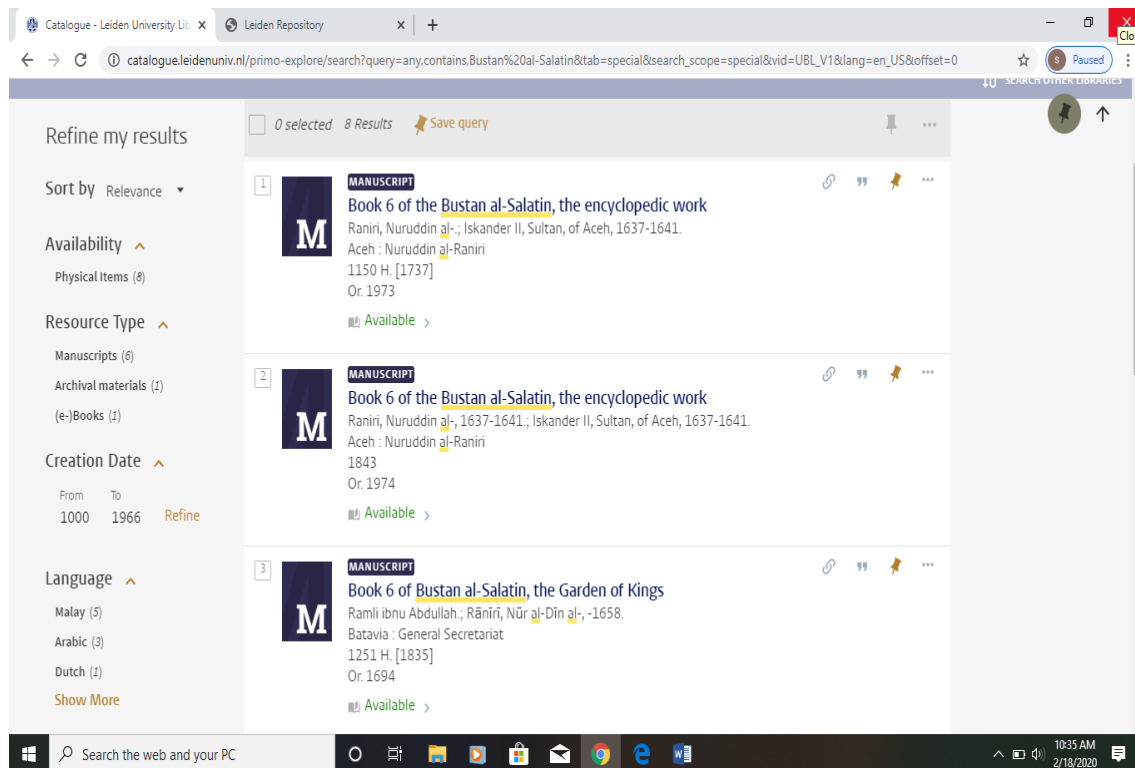 Catalogue - Leiden University Lib
Leiden Repository
Clo
catalogue.leidenuniv.nl/primo-explore/search?query=any,contains,Bustan%20al-Salatin&tab=special&search_scope=special&vid=UBL_V1&lang=en_US&offset=0
S Paused
SEARCH OTHER LIBRARIES
Refine my results
Sort by Relevance
Availability
Physical Items (8)
Resource Type
Manuscripts (6)
Archival materials (1)
(e-)Books (1)
Creation Date
From To
1000 1966 Refine
Language
Malay (5)
Arabic (3)
Dutch (1)
Show More
0 selected 8 Results Save query
1
M
MANUSCRIPT
Book 6 of the Bustan al-Salatin, the encyclopedic work
Raniri, Nuruddin al-.; Iskander II, Sultan, of Aceh, 1637-1641.
Aceh : Nuruddin al-Raniri
1150 H. [1737]
Or. 1973
Available
2
M
MANUSCRIPT
Book 6 of the Bustan al-Salatin, the encyclopedic work
Raniri, Nuruddin al-, 1637-1641.; Iskander II, Sultan, of Aceh, 1637-1641.
Aceh : Nuruddin al-Raniri
1843
Or. 1974
Available
3
M
MANUSCRIPT
Book 6 of Bustan al-Salatin, the Garden of Kings
Ramli ibnu Abdullah.; Rānīrī, Nūr al-Dīn al-, -1658.
Batavia : General Secretariat
1251 H. [1835]
Or. 1694
Available
Search the web and your PC
10:35 AM
2/18/2020